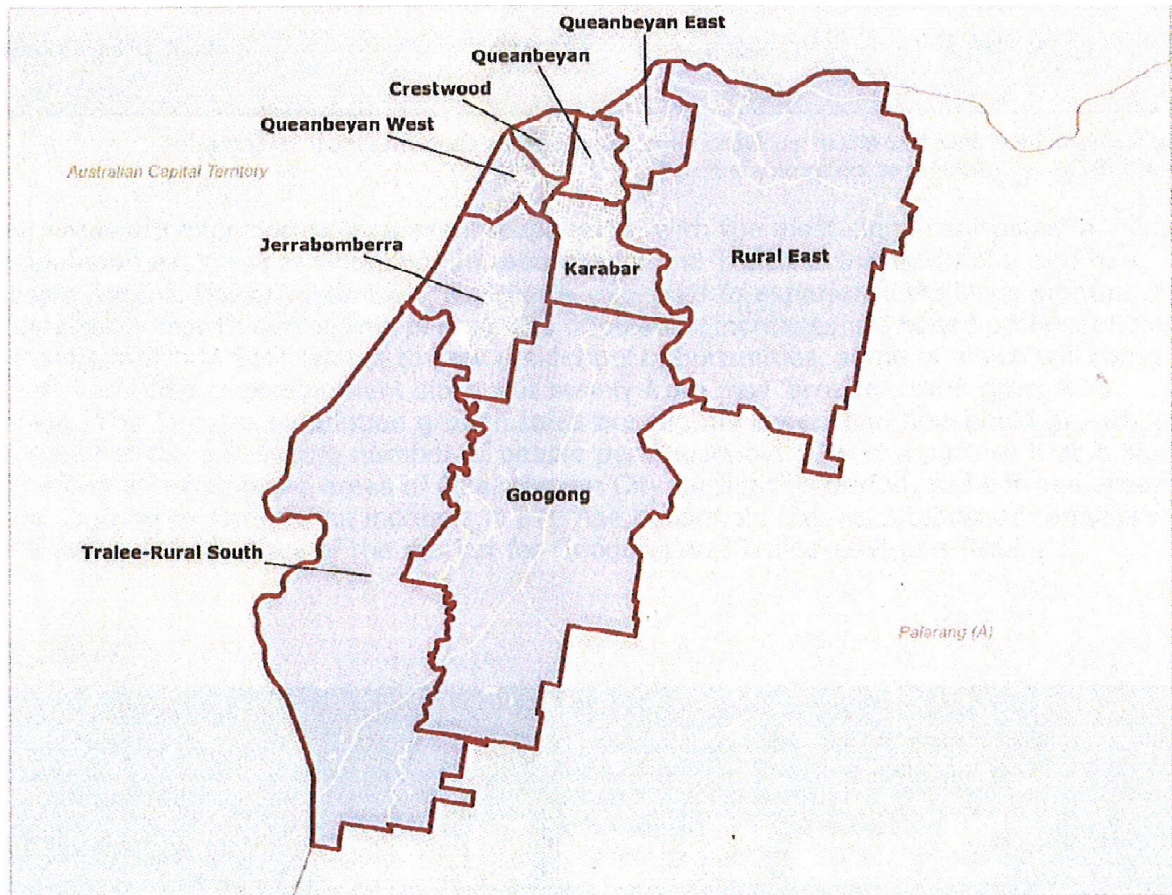 Queanbeyan East
Queanbeyan
Crestwood
Queanbeyan West
Australian Capital Territory
Jerrabomberra
Karabar
Rural East
Googong
Tralee-Rural South
Palerang (A)